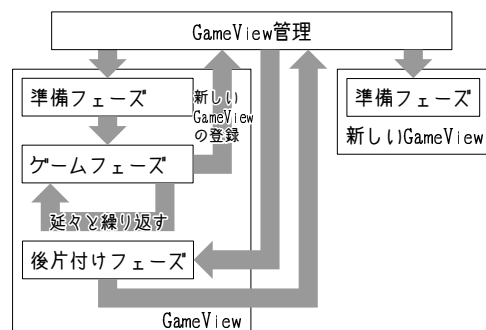 GameView管理
準備フェーズ
新しい
GameView
の登録
ゲームフェーズ
延々と繰り返す
後片付けフェーズ
GameView
準備フェーズ
新しいGameView